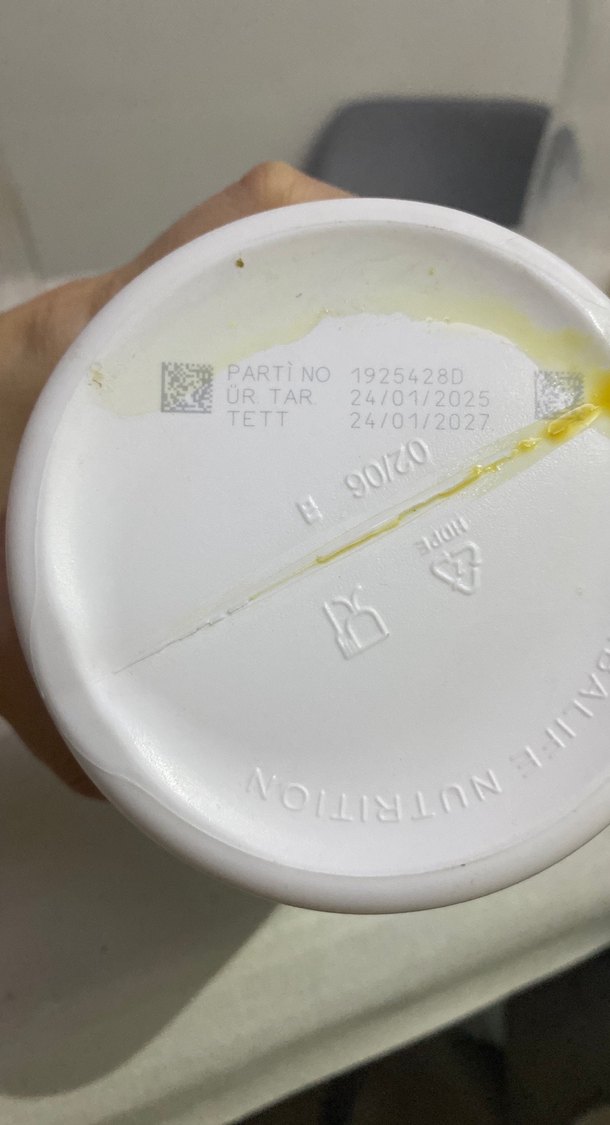 PARTİ NO 1925428D
ÜR. TAR. 24/01/2025
TETT 24/01/2027
02/06
HDPE
NUTRITION